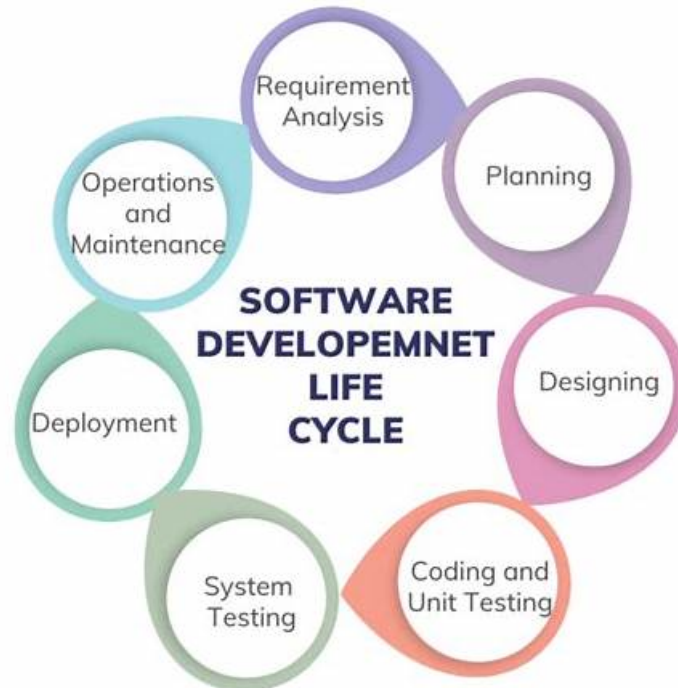 Requirement
Analysis
Planning
Designing
Coding and
Unit Testing
System
Testing
Deployment
Operations
and
Maintenance
SOFTWARE
DEVELOPEMNET
LIFE
CYCLE